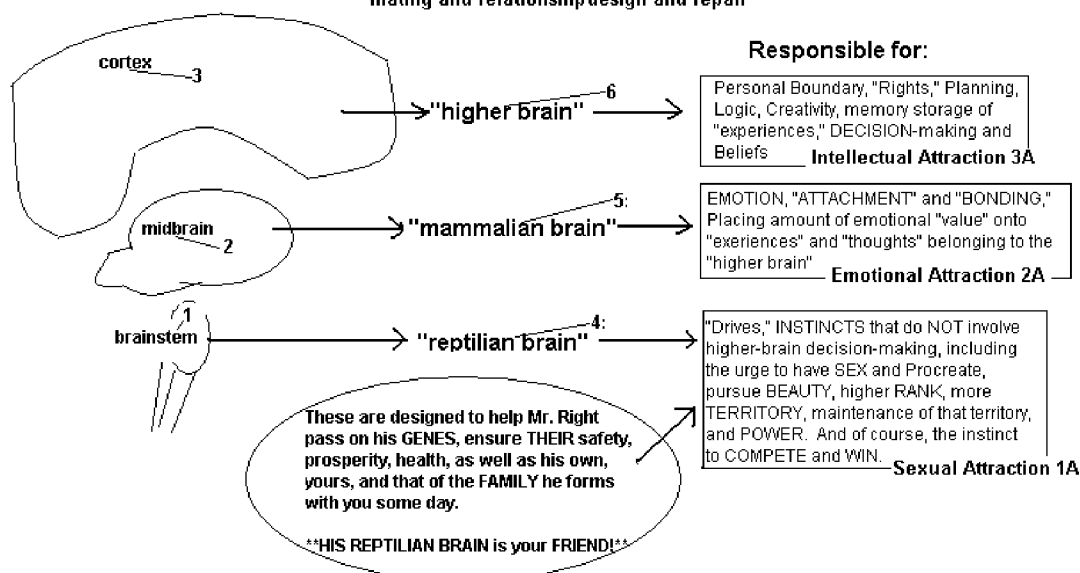 mating and relationship design and repair
Responsible for:
cortex
3
"higher brain"
6
Personal Boundary, "Rights," Planning,
Logic, Creativity, memory storage of
"experiences," DECISION-making and
Beliefs
Intellectual Attraction 3A
midbrain
2
"mammalian brain"
5:
EMOTION, "ATTACHMENT" and "BONDING,"
Placing amount of emotional "value" onto
"exeriences" and "thoughts" belonging to the
"higher brain"
Emotional Attraction 2A
1
brainstem
"reptilian brain"
4:
"Drives," INSTINCTS that do NOT involve
higher-brain decision-making, including
the urge to have SEX and Procreate,
pursue BEAUTY, higher RANK, more
TERRITORY, maintenance of that territory,
and POWER. And of course, the instinct
to COMPETE and WIN.
Sexual Attraction 1A
These are designed to help Mr. Right
pass on his GENES, ensure THEIR safety,
prosperity, health, as well as his own,
yours, and that of the FAMILY he forms
with you some day.
**HIS REPTILIAN BRAIN is your FRIEND!**